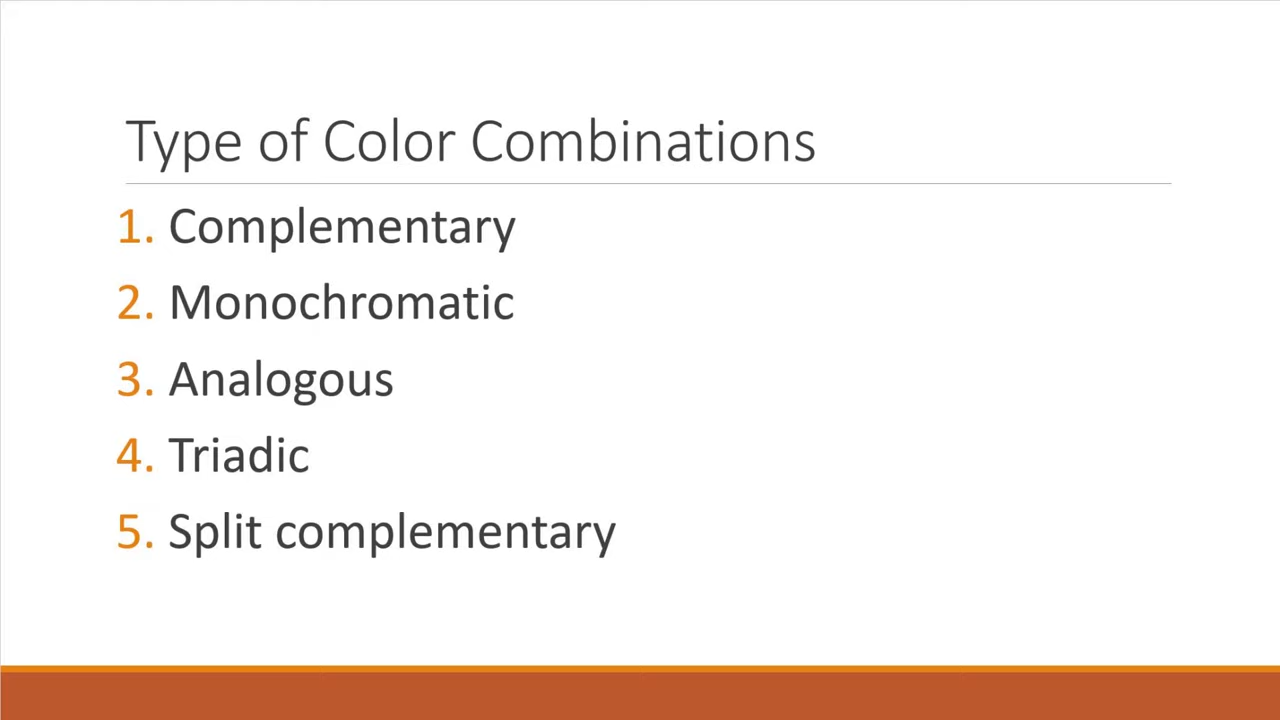 Type of Color Combinations
1. Complementary
2. Monochromatic
3. Analogous
4. Triadic
5. Split complementary